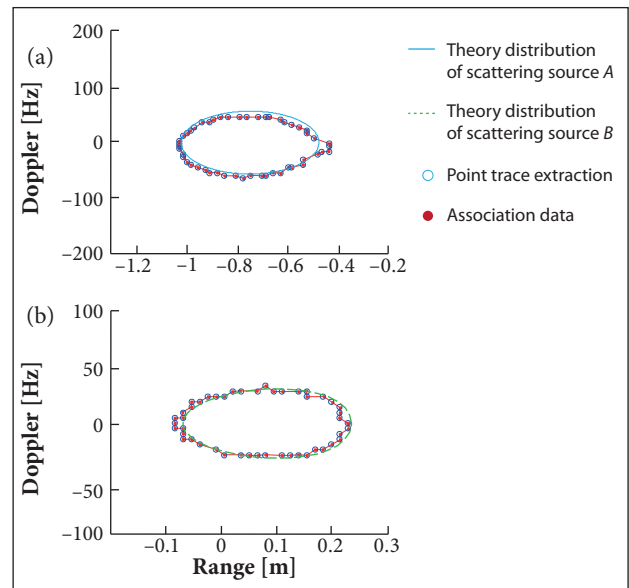 (a)
200
100
0
−100
−200
Doppler [Hz]
−1.2 −1 −0.8 −0.6 −0.4 −0.2
Theory distribution
of scattering source A
Theory distribution
of scattering source B
Point trace extraction
Association data
(b)
100
50
0
−50
−100
Doppler [Hz]
−0.1 0 0.1 0.2 0.3
Range [m]